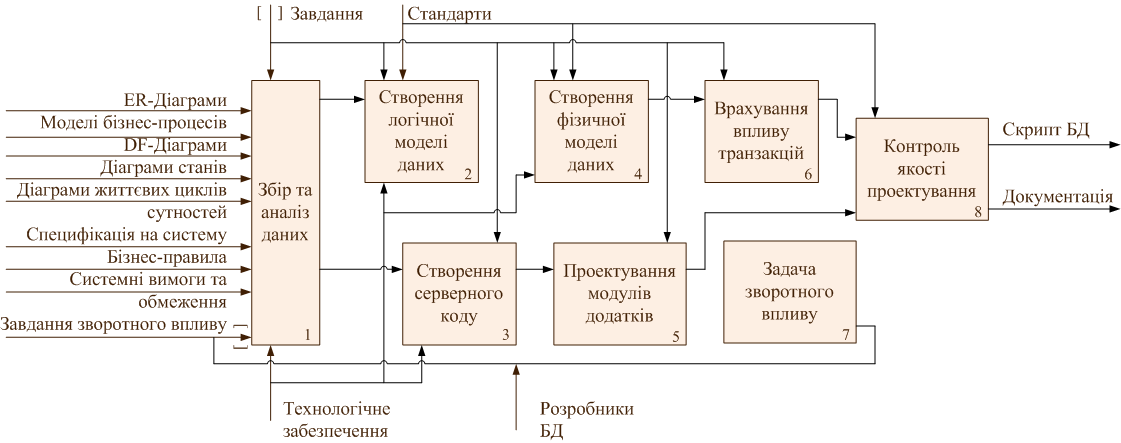 [ ] Завдання
Стандарти
ER-Діаграми
Моделі бізнес-процесів
DF-Діаграми
Діаграми станів
Діаграми життєвих циклів
сутностей
Специфікація на систему
Бізнес-правила
Системні вимоги та
обмеження
Завдання зворотного впливу
[ ]
Збір та
аналіз
даних
1
Створення
логічної
моделі
даних
2
Створення
серверного
коду
3
Створення
фізичної
моделі
даних
4
Проектування
модулів
додатків
5
Врахування
впливу
транзакцій
6
Задача
зворотного
впливу
7
Контроль
якості
проектування
8
Скрипт БД
Документація
Технологічне
забезпечення
Розробники
БД